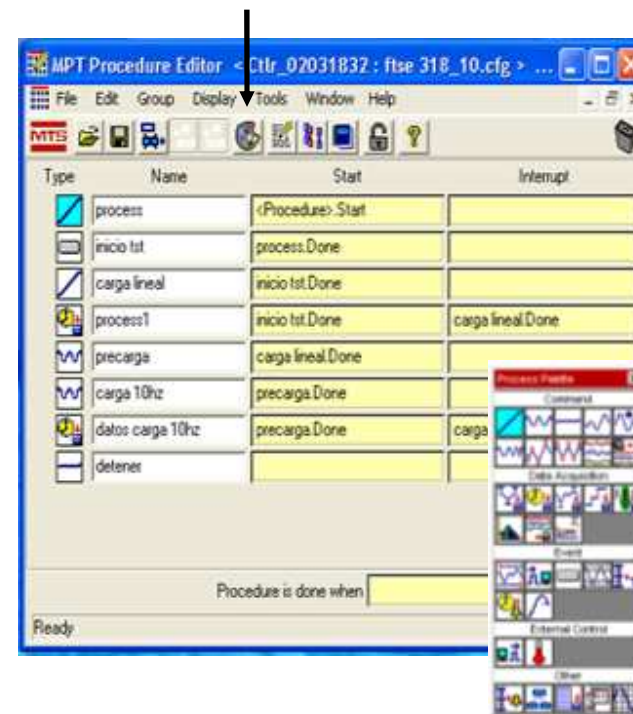 MPT Procedure Editor < Ctlr_02031832 : ftse 318_10.cfg > ...
File Edit Group Display Tools Window Help
MTS
Type Name Start Interrupt
process <Procedure>.Start
inicio tst process.Done
carga lineal inicio tst.Done
process1 inicio tst.Done carga lineal.Done
precarga carga lineal.Done
carga 10hz precarga.Done
datos carga 10hz precarga.Done carga
detener
Procedure is done when
Ready
Process Palette
Command
Data Acquisition
Event
External Control
Other